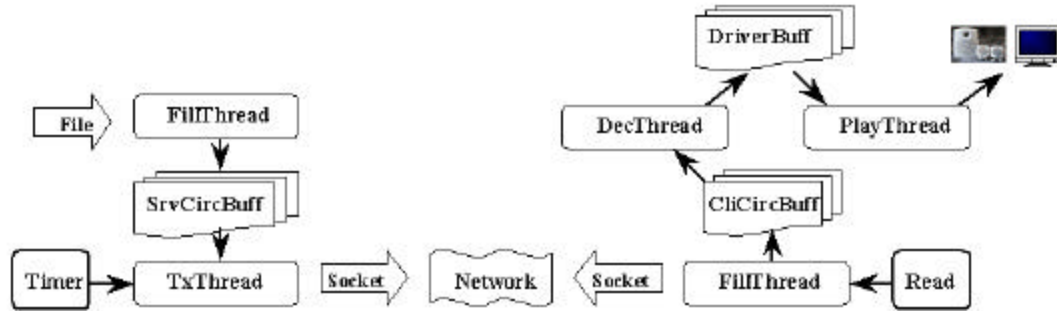 DriverBuff
File
FillThread
DecThread
PlayThread
SrvCircBuff
CliCircBuff
Timer
TxThread
Socket
Network
Socket
FillThread
Read